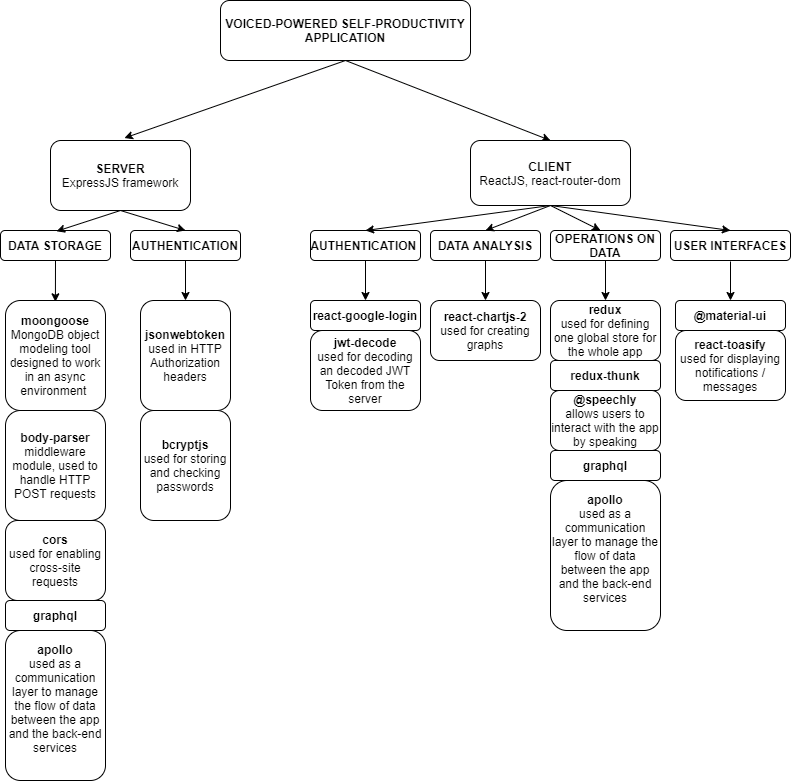 VOICED-POWERED SELF-PRODUCTIVITY
APPLICATION
SERVER
ExpressJS framework
CLIENT
ReactJS, react-router-dom
DATA STORAGE
AUTHENTICATION
AUTHENTICATION
DATA ANALYSIS
OPERATIONS ON
DATA
USER INTERFACES
moongoose
MongoDB object
modeling tool
designed to work
in an async
environment
body-parser
middleware
module, used to
handle HTTP
POST requests
cors
used for enabling
cross-site
requests
graphql
apollo
used as a
communication
layer to manage
the flow of data
between the app
and the back-end
services
jsonwebtoken
used in HTTP
Authorization
headers
bcryptjs
used for storing
and checking
passwords
react-google-login
jwt-decode
used for decoding
an decoded JWT
Token from the
server
react-chartjs-2
used for creating
graphs
redux
used for defining
one global store for
the whole app
redux-thunk
@speechly
allows users to
interact with the app
by speaking
graphql
apollo
used as a
communication
layer to manage the
flow of data
between the app
and the back-end
services
@material-ui
react-toasify
used for displaying
notifications /
messages